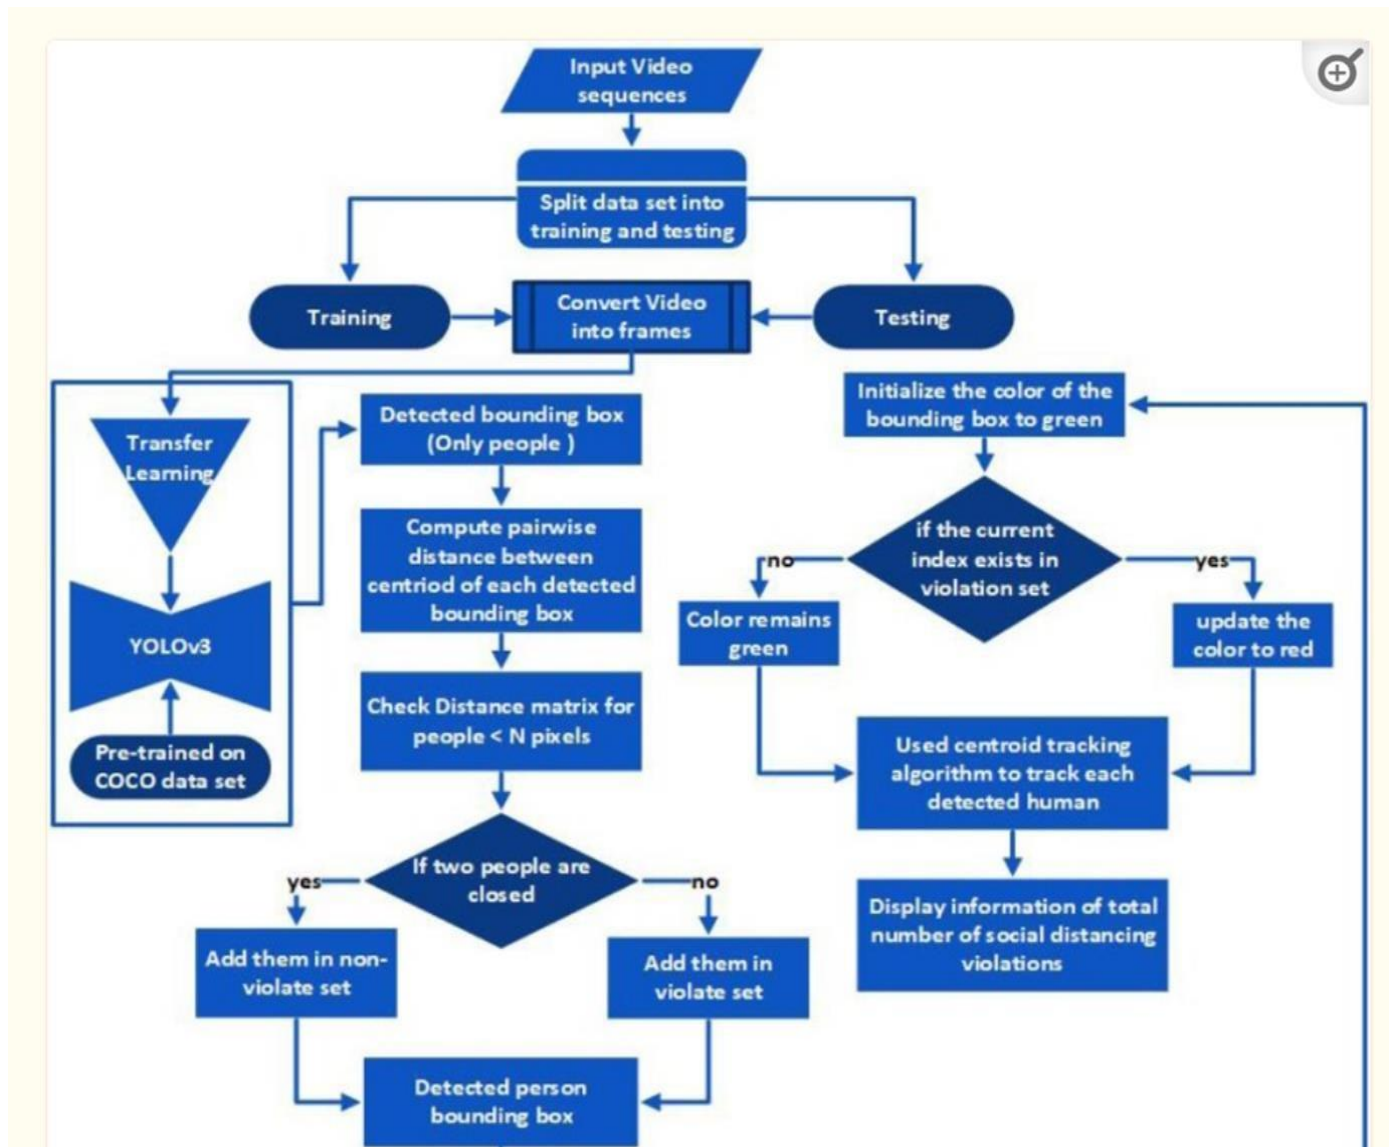 Input Video
sequences
Split data set into
training and testing
Training
Convert Video
into frames
Testing
Transfer
Learning
YOLOv3
Pre-trained on
COCO data set
Detected bounding box
(Only people )
Compute pairwise
distance between
centriod of each detected
bounding box
Check Distance matrix for
people < N pixels
If two people are
closed
yes
no
Add them in non-
violate set
Add them in
violate set
Detected person
bounding box
Initialize the color of the
bounding box to green
if the current
index exists in
violation set
no
yes
Color remains
green
update the
color to red
Used centroid tracking
algorithm to track each
detected human
Display information of total
number of social distancing
violations